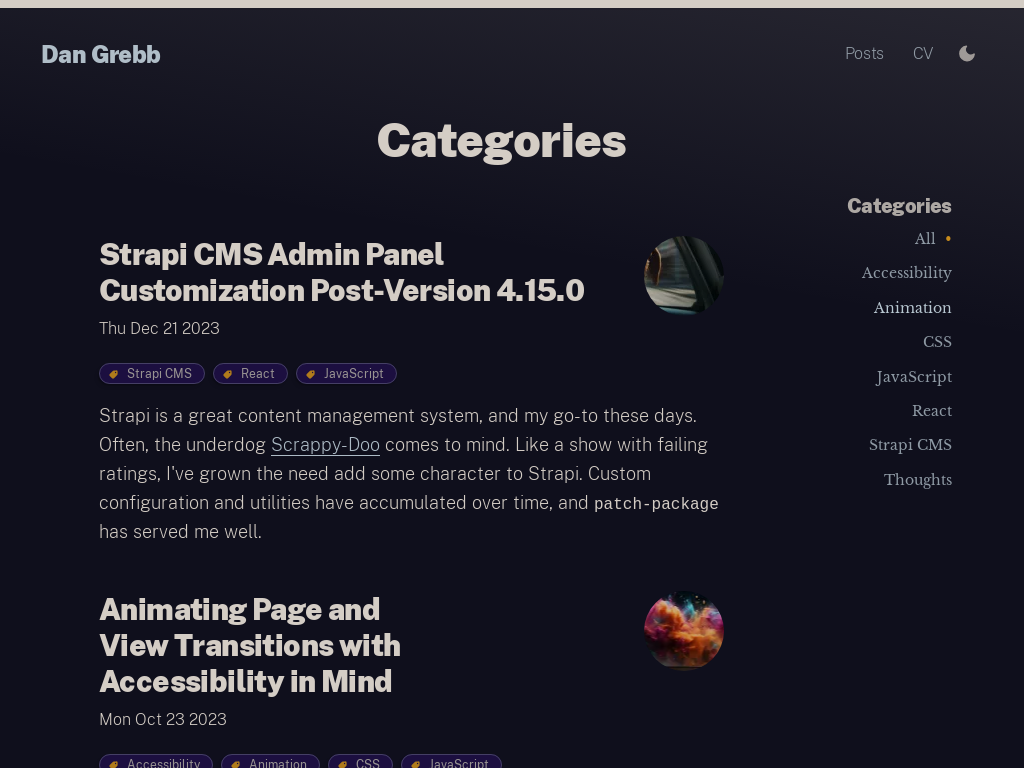 Dan Grebb
Posts
CV
Categories
Strapi CMS Admin Panel
Customization Post-Version 4.15.0
Thu Dec 21 2023
Strapi CMS
React
JavaScript
Strapi is a great content management system, and my go-to these days.
Often, the underdog Scrappy-Doo comes to mind. Like a show with failing
ratings, I've grown the need add some character to Strapi. Custom
configuration and utilities have accumulated over time, and patch-package
has served me well.
Animating Page and
View Transitions with
Accessibility in Mind
Mon Oct 23 2023
Accessibility
Animation
CSS
JavaScript
Categories
All •
Accessibility
Animation
CSS
JavaScript
React
Strapi CMS
Thoughts